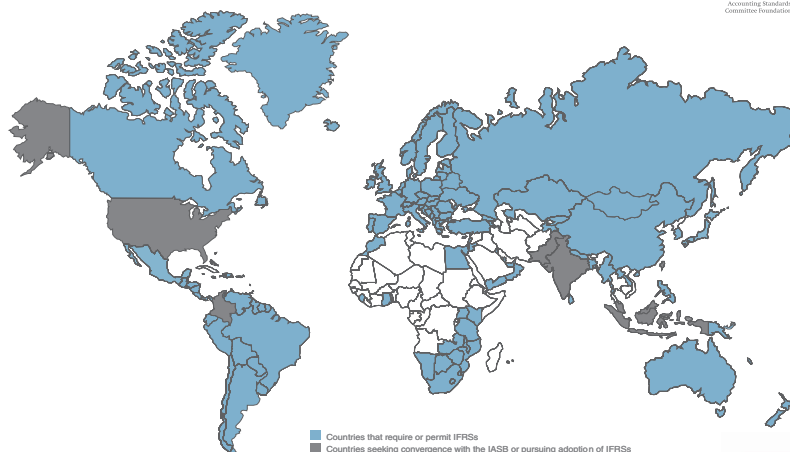 Accounting Standards
Committee Foundation
Countries that require or permit IFRSs
Countries seeking convergence with the IASB or pursuing adoption of IFRSs